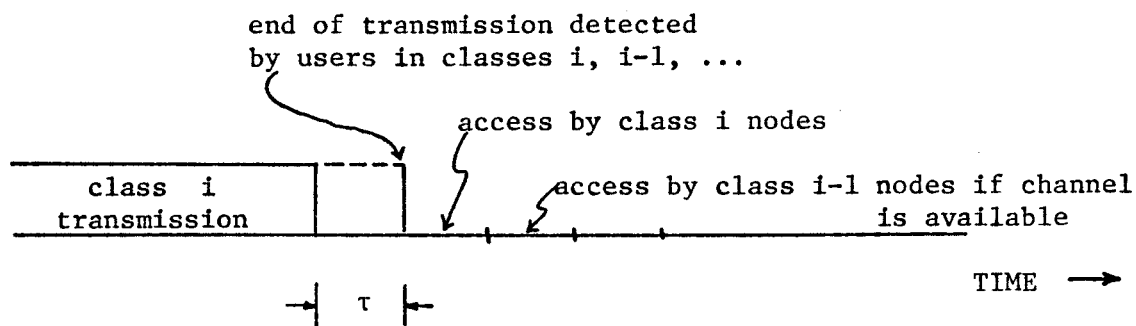 end of transmission detected
by users in classes i, i-1, ...
access by class i nodes
class i
transmission
access by class i-1 nodes if channel
is available
TIME
τ